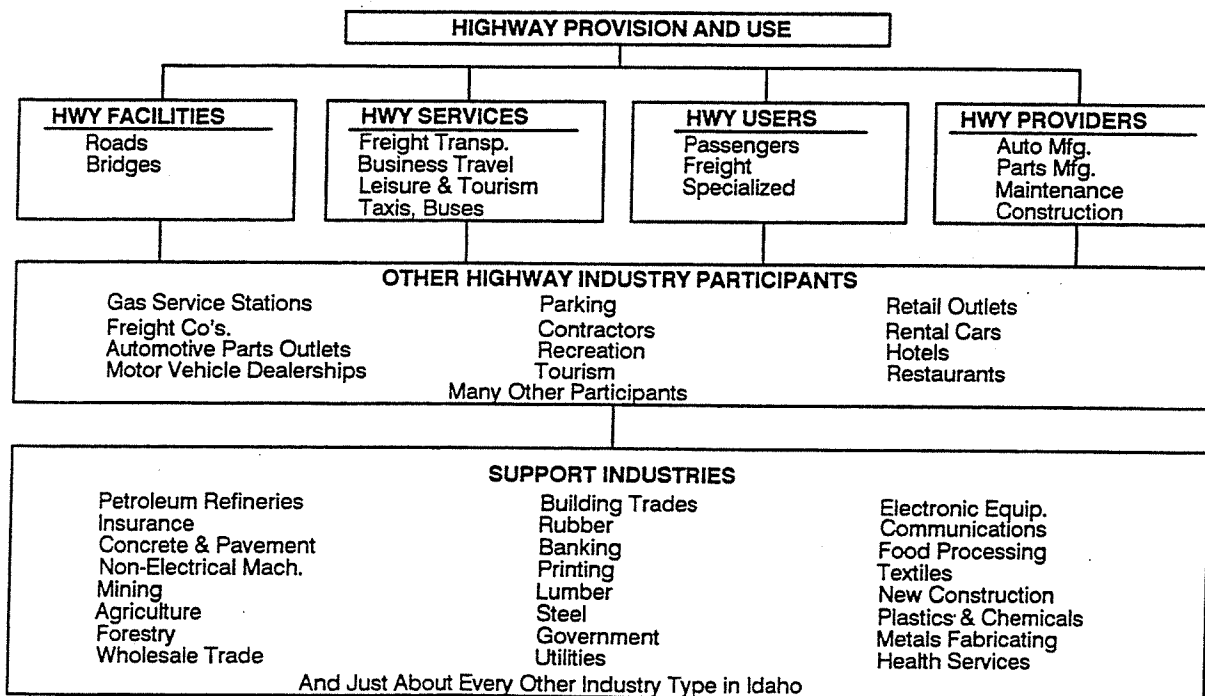 HIGHWAY PROVISION AND USE
HWY FACILITIES
Roads
Bridges
HWY SERVICES
Freight Transp.
Business Travel
Leisure & Tourism
Taxis, Buses
HWY USERS
Passengers
Freight
Specialized
HWY PROVIDERS
Auto Mfg.
Parts Mfg.
Maintenance
Construction
OTHER HIGHWAY INDUSTRY PARTICIPANTS
Gas Service Stations
Freight Co's.
Automotive Parts Outlets
Motor Vehicle Dealerships
Parking
Contractors
Recreation
Tourism
Retail Outlets
Rental Cars
Hotels
Restaurants
Many Other Participants
SUPPORT INDUSTRIES
Petroleum Refineries
Insurance
Concrete & Pavement
Non-Electrical Mach.
Mining
Agriculture
Forestry
Wholesale Trade
Building Trades
Rubber
Banking
Printing
Lumber
Steel
Government
Utilities
Electronic Equip.
Communications
Food Processing
Textiles
New Construction
Plastics & Chemicals
Metals Fabricating
Health Services
And Just About Every Other Industry Type in Idaho